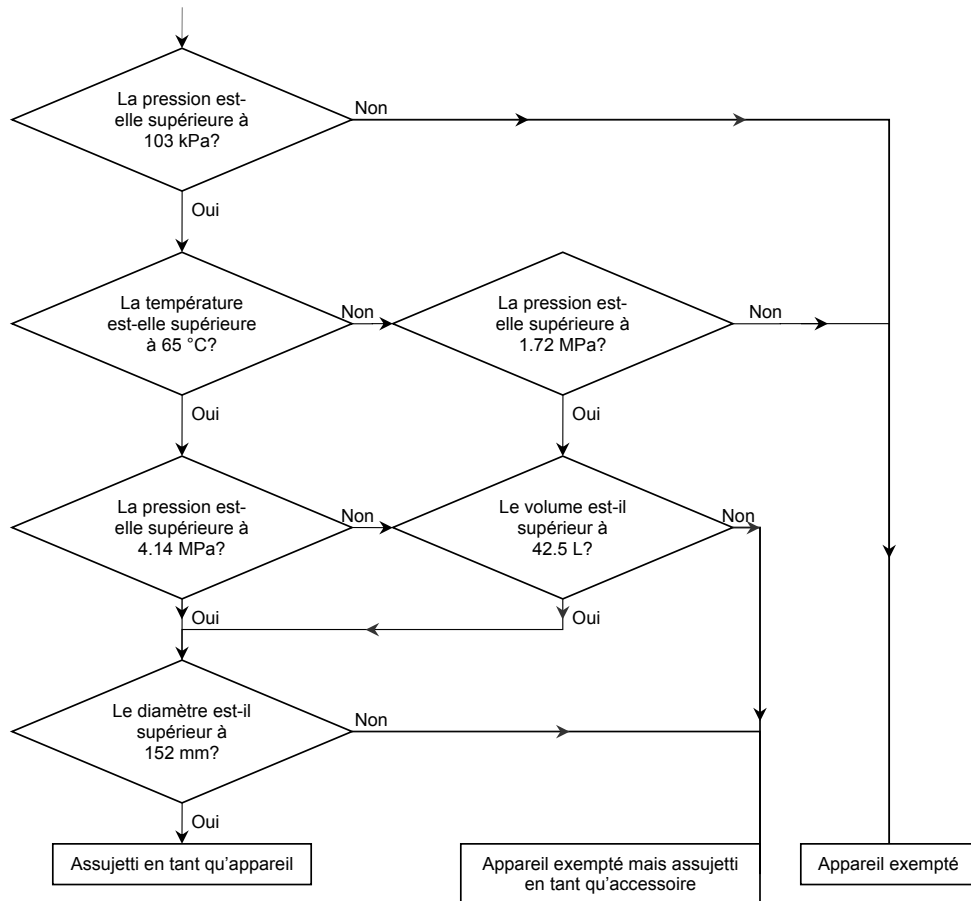 La pression est-
elle supérieure à
103 kPa?
Non
Oui
La température
est-elle supérieure
à 65 °C?
Non
La pression est-
elle supérieure à
1.72 MPa?
Non
Oui
Oui
La pression est-
elle supérieure à
4.14 MPa?
Non
Le volume est-il
supérieur à
42.5 L?
Non
Oui
Oui
Le diamètre est-il
supérieur à
152 mm?
Non
Oui
Assujetti en tant qu'appareil
Appareil exempté mais assujetti
en tant qu'accessoire
Appareil exempté